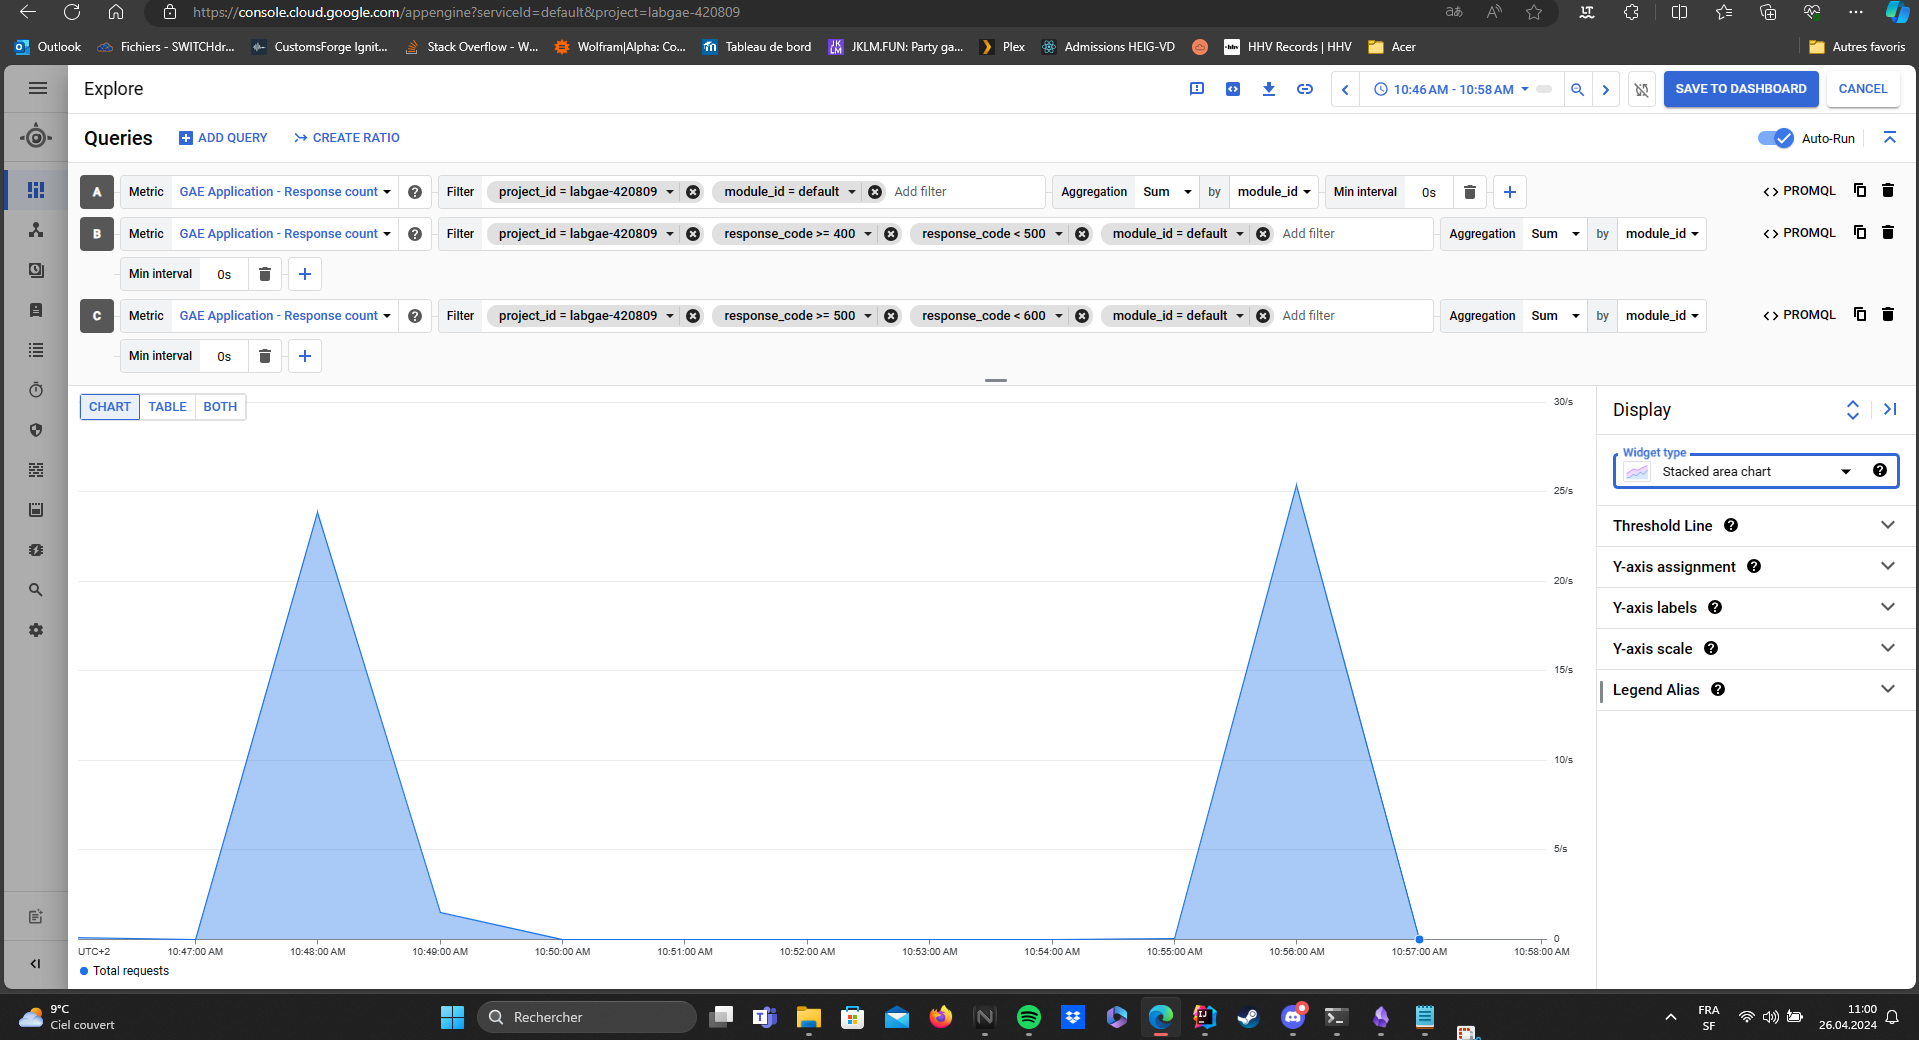 https://console.cloud.google.com/appengine?serviceId=default&project=labgae-420809
Outlook Fichiers - SWITCHdr... CustomsForge Ignit... Stack Overflow - W... Wolfram|Alpha: Co... Tableau de bord JKLM.FUN: Party ga... Plex Admissions HEIG-VD HHV Records | HHV Acer Autres favoris
Explore 10:46 AM - 10:58 AM SAVE TO DASHBOARD CANCEL
Queries ADD QUERY CREATE RATIO Auto-Run
A Metric GAE Application - Response count Filter project_id = labgae-420809 module_id = default Add filter Aggregation Sum by module_id Min interval 0s PROMQL
B Metric GAE Application - Response count Filter project_id = labgae-420809 response_code >= 400 response_code < 500 module_id = default Add filter Aggregation Sum by module_id PROMQL
Min interval 0s
C Metric GAE Application - Response count Filter project_id = labgae-420809 response_code >= 500 response_code < 600 module_id = default Add filter Aggregation Sum by module_id PROMQL
Min interval 0s
CHART TABLE BOTH
30/s
25/s
20/s
15/s
10/s
5/s
0
UTC+2 10:47:00 AM 10:48:00 AM 10:49:00 AM 10:50:00 AM 10:51:00 AM 10:52:00 AM 10:53:00 AM 10:54:00 AM 10:55:00 AM 10:56:00 AM 10:57:00 AM 10:58:00 AM
Total requests
Display
Widget type
Stacked area chart
Threshold Line
Y-axis assignment
Y-axis labels
Y-axis scale
Legend Alias
9°C
Ciel couvert
Rechercher
FRA
SF
11:00
26.04.2024